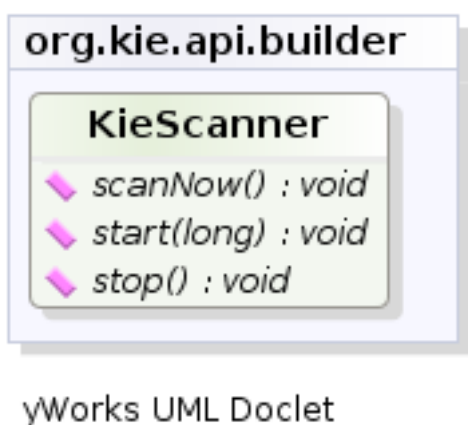 org.kie.api.builder
KieScanner
scanNow() : void
start(long) : void
stop() : void
yWorks UML Doclet